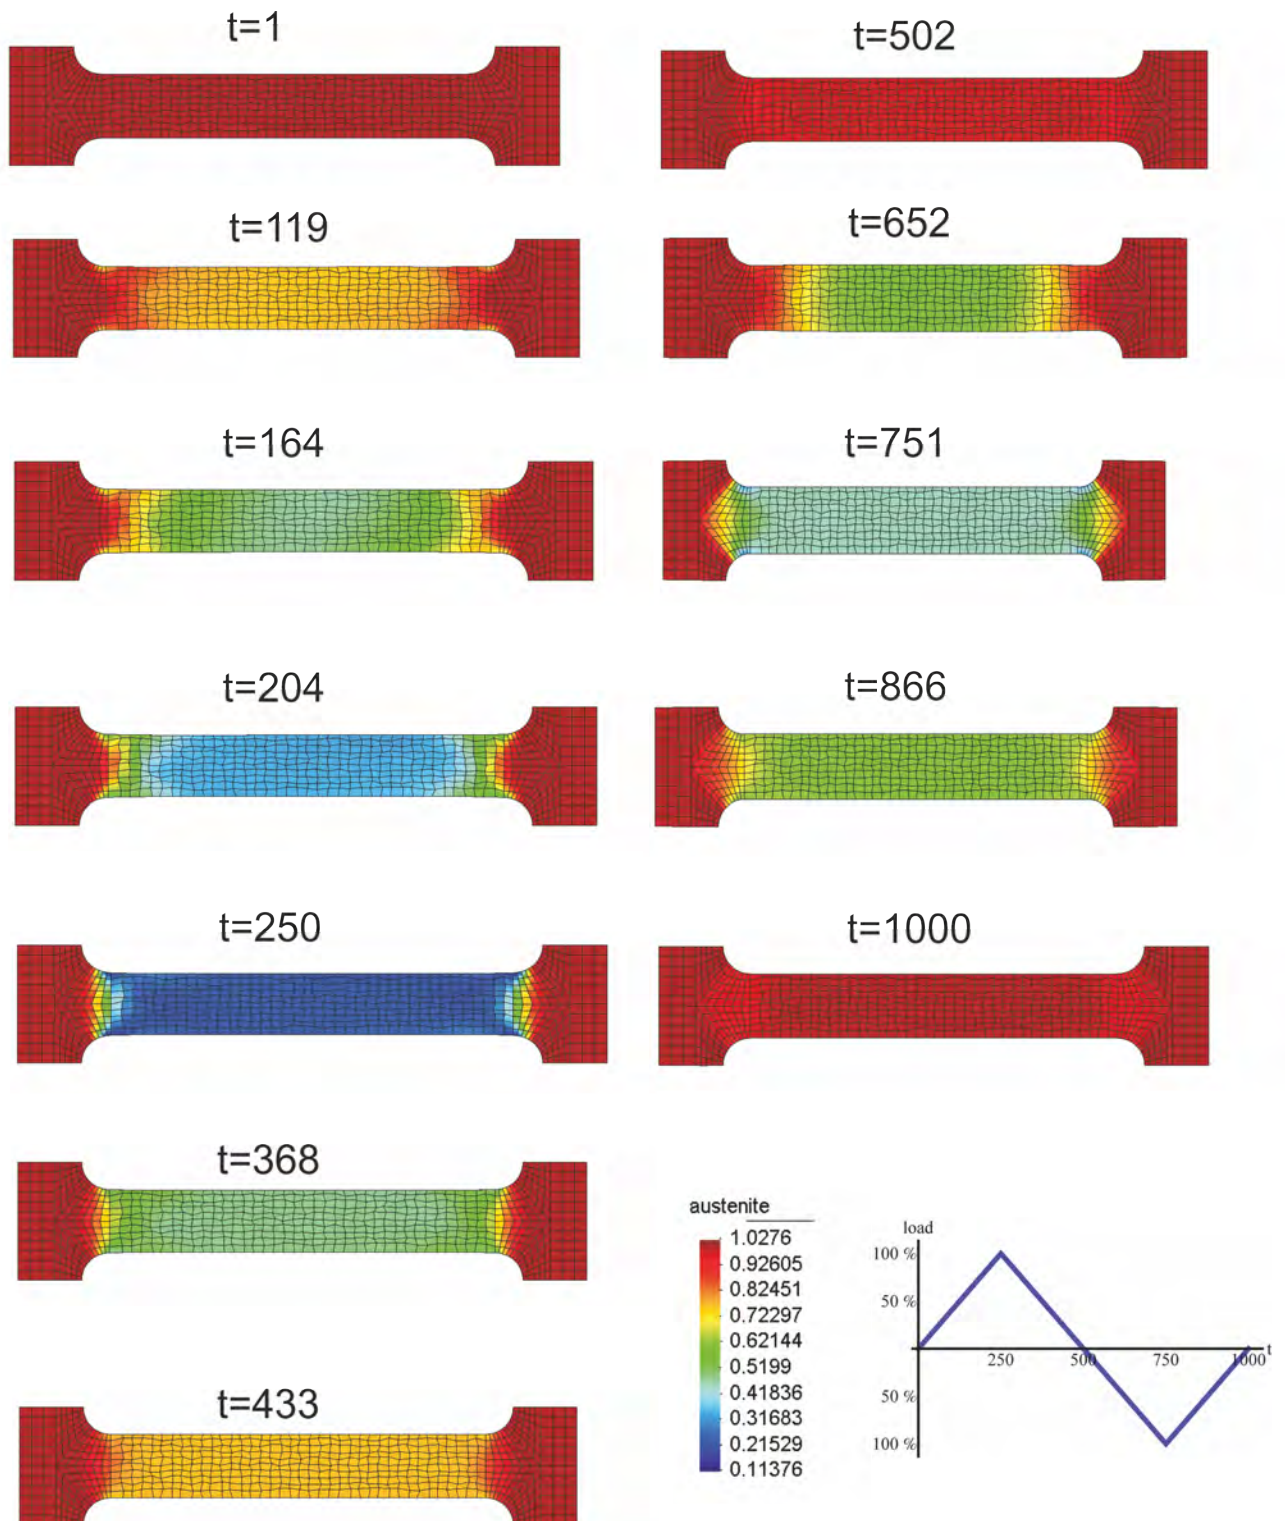 t=1
t=502
t=119
t=652
t=164
t=751
t=204
t=866
t=250
t=1000
t=368
t=433
austenite
1.0276
0.92605
0.82451
0.72297
0.62144
0.5199
0.41836
0.31683
0.21529
0.11376
load
100 %
50 %
250 500 750 1000 t
50 %
100 %